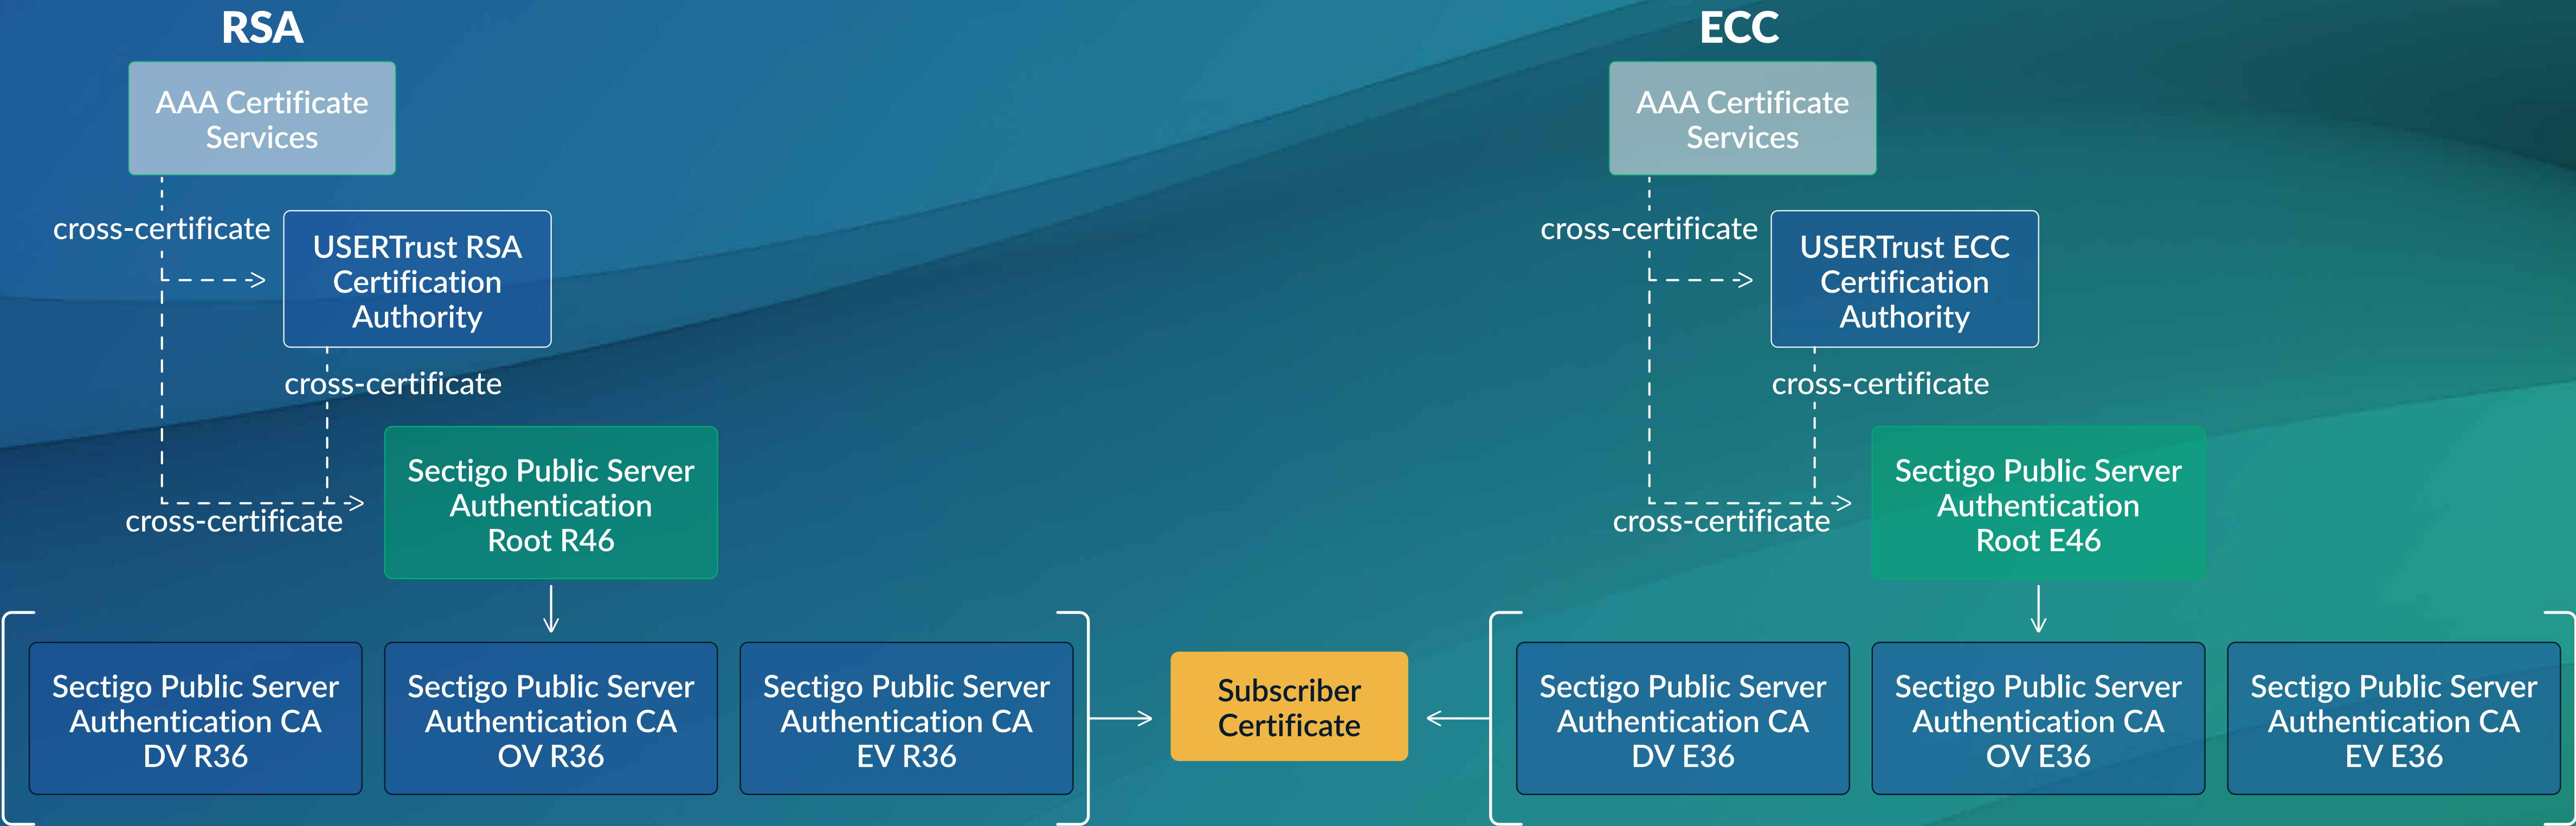 RSA
AAA Certificate
Services
cross-certificate
USERTrust RSA
Certification
Authority
cross-certificate
Sectigo Public Server
Authentication
Root R46
cross-certificate
Sectigo Public Server
Authentication CA
DV R36
Sectigo Public Server
Authentication CA
OV R36
Sectigo Public Server
Authentication CA
EV R36
Subscriber
Certificate
ECC
AAA Certificate
Services
cross-certificate
USERTrust ECC
Certification
Authority
cross-certificate
Sectigo Public Server
Authentication
Root E46
cross-certificate
Sectigo Public Server
Authentication CA
DV E36
Sectigo Public Server
Authentication CA
OV E36
Sectigo Public Server
Authentication CA
EV E36